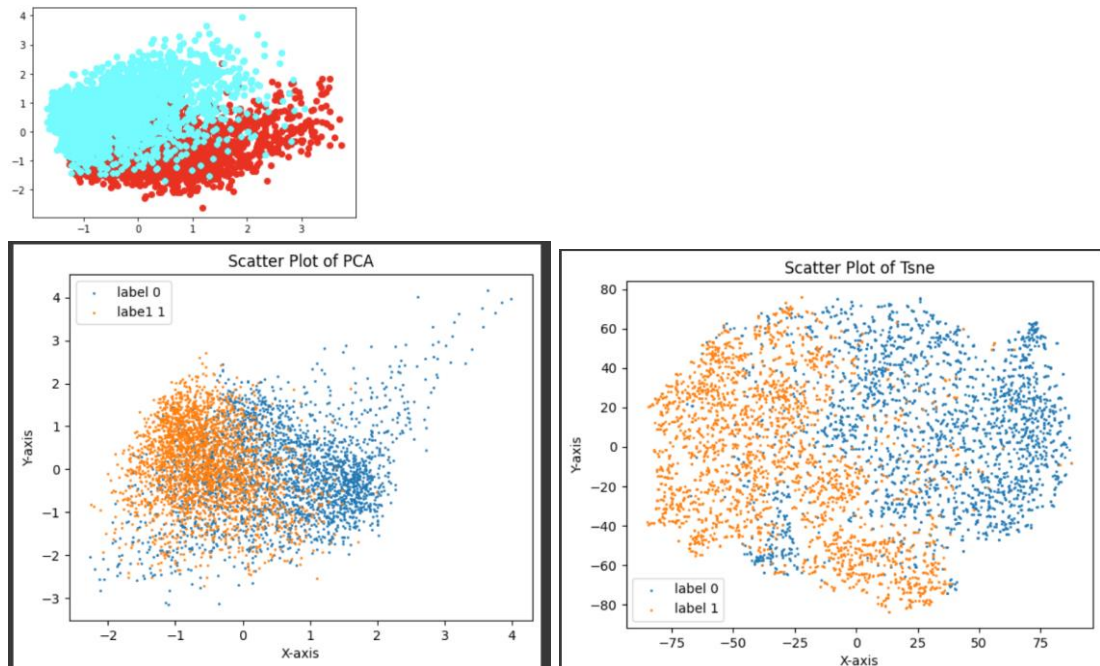 4
3
2
1
0
−1
−2
−1 0 1 2 3
Scatter Plot of PCA
label 0
labe1 1
4
3
2
1
0
−1
−2
−3
Y-axis
−2 −1 0 1 2 3 4
X-axis
Scatter Plot of Tsne
80
60
40
20
0
−20
−40
−60
−80
Y-axis
label 0
label 1
−75 −50 −25 0 25 50 75
X-axis